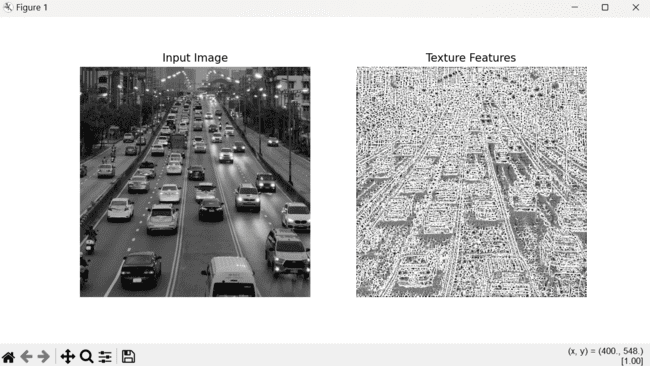 Figure 1
Input Image
Texture Features
(x, y) = (400., 548.)
[1.00]